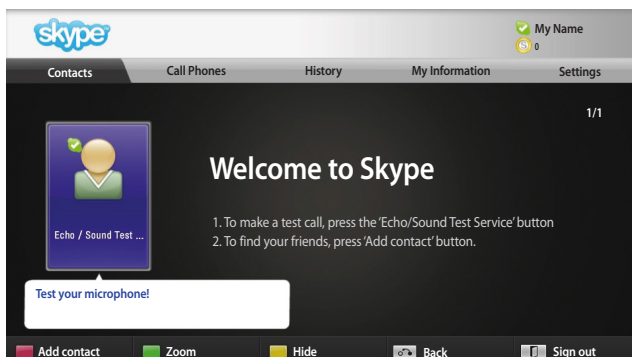 skype
My Name
0
Contacts Call Phones History My Information Settings
1/1
Welcome to Skype
1. To make a test call, press the ‘Echo/Sound Test Service’ button
2. To find your friends, press ‘Add contact’ button.
Echo / Sound Test ...
Test your microphone!
Add contact Zoom Hide Back Sign out